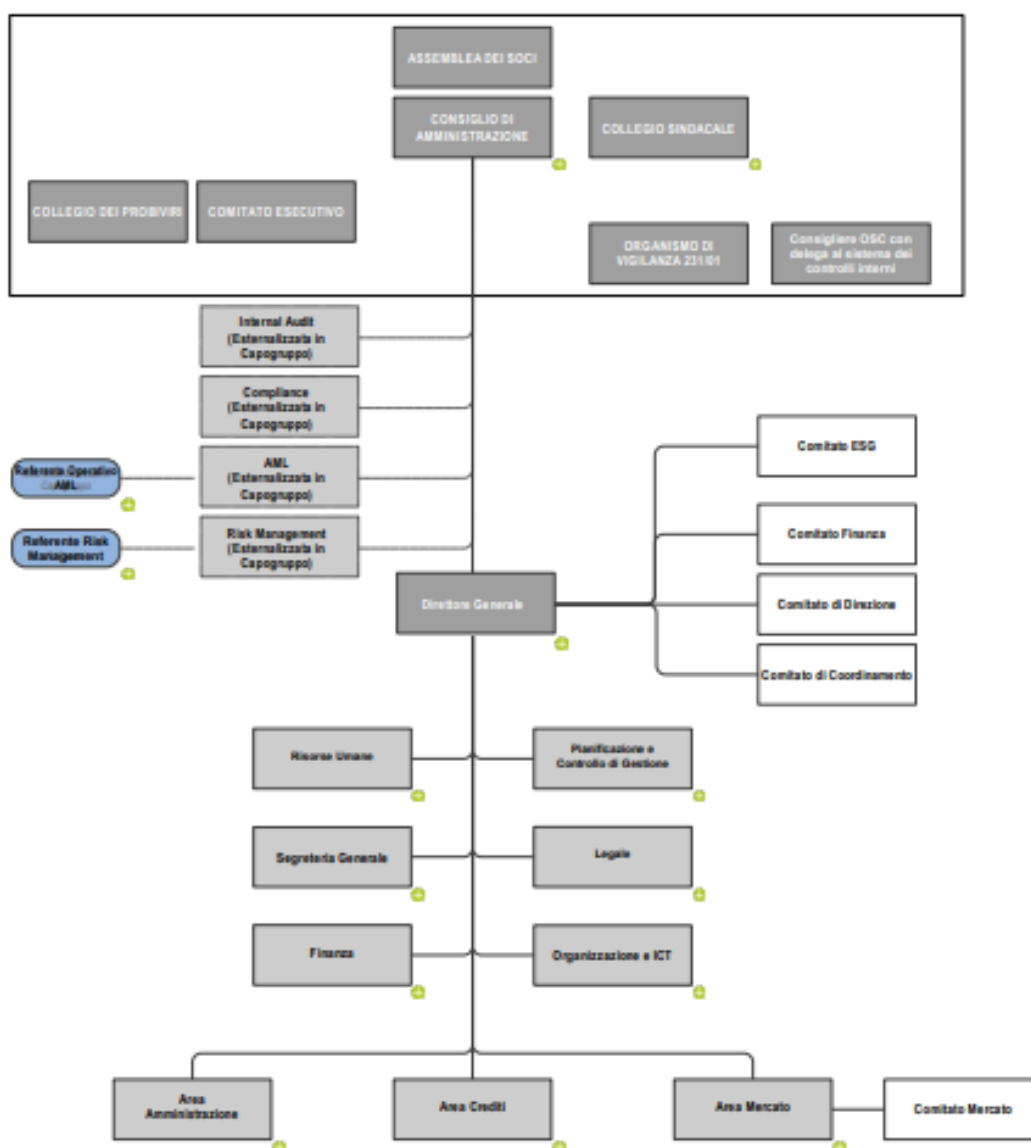 ASSEMBLEA DEI SOCI
CONSIGLIO DI
AMMINISTRAZIONE
COLLEGIO SINDACALE
COLLEGIO DEI PROBIVIRI
COMITATO ESECUTIVO
ORGANISMO DI
VIGILANZA 231/01
Consigliere OSC con
delega al sistema dei
controlli interni
Internal Audit
(Esternalizzata in
Capogruppo)
Compliance
(Esternalizzata in
Capogruppo)
Comitato ESG
Referente Operativo
AML
AML
(Esternalizzata in
Capogruppo)
Comitato Finanza
Referente Risk
Management
Risk Management
(Esternalizzata in
Capogruppo)
Direttore Generale
Comitato di Direzione
Comitato di Coordinamento
Risorse Umane
Pianificazione e
Controllo di Gestione
Segreteria Generale
Legale
Finanza
Organizzazione e ICT
Area
Amministrazione
Area Crediti
Area Mercato
Comitato Mercato